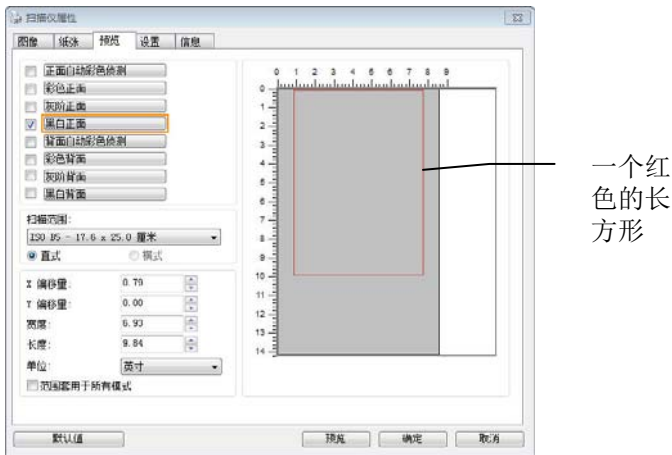 扫描仪属性
图像 纸张 预览 设置 信息
正面自动彩色侦测
彩色正面
灰阶正面
黑白正面
背面自动彩色侦测
彩色背面
灰阶背面
黑白背面
扫描范围:
ISO B5 - 17.6 x 25.0 厘米
直式 横式
X 偏移量: 0.79
Y 偏移量: 0.00
宽度: 6.93
长度: 9.84
单位: 英寸
范围套用于所有模式
0 1 2 3 4 5 6 7 8 9
0
1
2
3
4
5
6
7
8
9
10
11
12
13
14
一个红
色的长
方形
默认值 预览 确定 取消